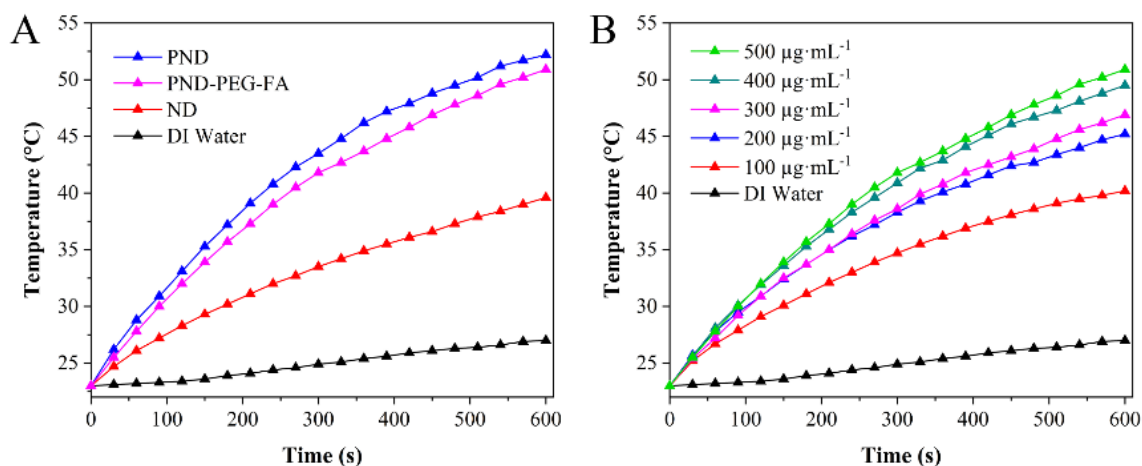 A
PND
PND-PEG-FA
ND
DI Water
Temperature (°C)
55
50
45
40
35
30
25
0 100 200 300 400 500 600
Time (s)
B
500 μg·mL⁻¹
400 μg·mL⁻¹
300 μg·mL⁻¹
200 μg·mL⁻¹
100 μg·mL⁻¹
DI Water
Temperature (°C)
55
50
45
40
35
30
25
0 100 200 300 400 500 600
Time (s)